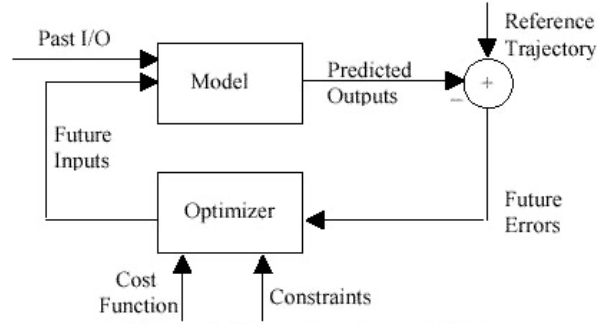 Past I/O
Model
Predicted
Outputs
Reference
Trajectory
+
−
Future
Inputs
Optimizer
Future
Errors
Cost
Function
Constraints